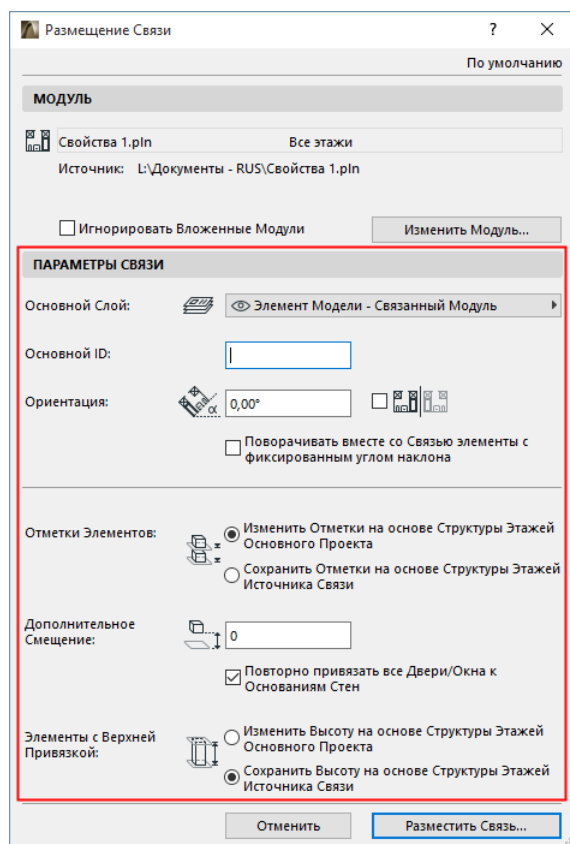 Размещение Связи
?
По умолчанию
МОДУЛЬ
Свойства 1.pln Все этажи
Источник: L:\Документы - RUS\Свойства 1.pln
Игнорировать Вложенные Модули
Изменить Модуль...
ПАРАМЕТРЫ СВЯЗИ
Основной Слой: Элемент Модели - Связанный Модуль
Основной ID:
Ориентация: α 0,00°
Поворачивать вместе со Связью элементы с
фиксированным углом наклона
Отметки Элементов:
Изменить Отметки на основе Структуры Этажей
Основного Проекта
Сохранить Отметки на основе Структуры Этажей
Источника Связи
Дополнительное
Смещение:
0
Повторно привязать все Двери/Окна к
Основаниям Стен
Элементы с Верхней
Привязкой:
Изменить Высоту на основе Структуры Этажей
Основного Проекта
Сохранить Высоту на основе Структуры Этажей
Источника Связи
Отменить
Разместить Связь...